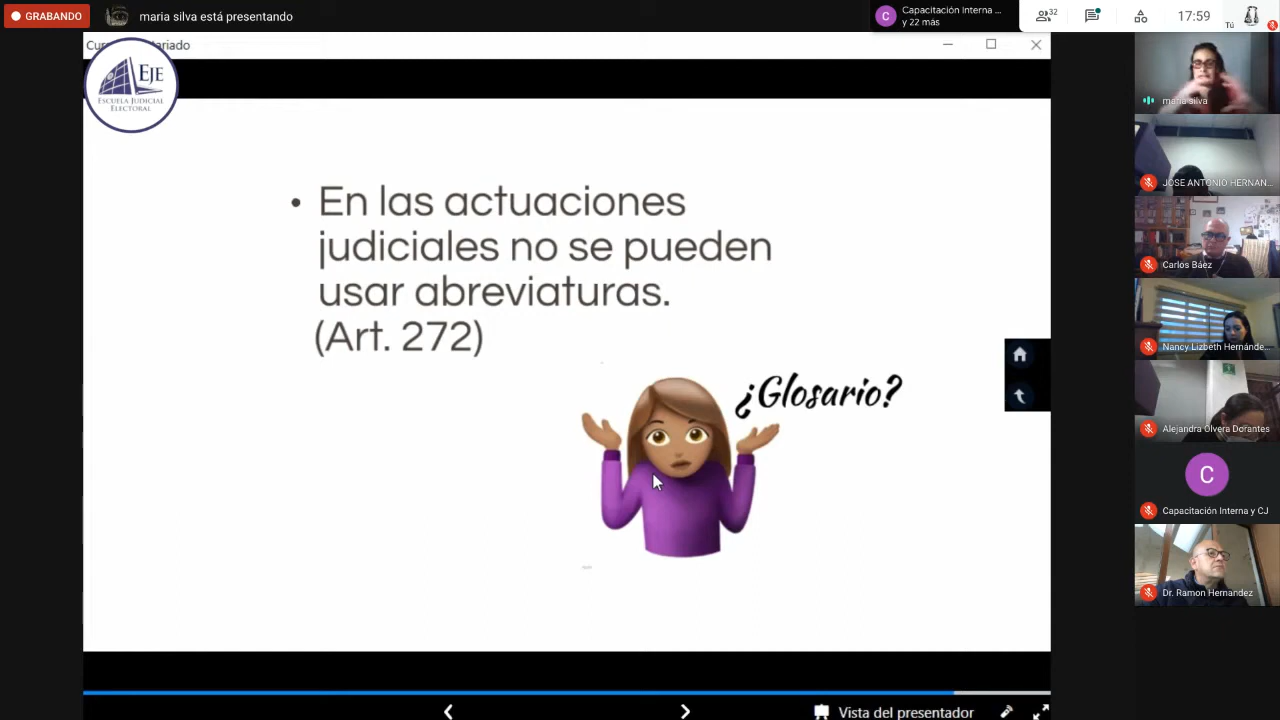 GRABANDO
maria silva está presentando
Capacitación Interna ...
y 22 más
32
17:59
Tú
EJE
ESCUELA JUDICIAL
ELECTORAL
• En las actuaciones
judiciales no se pueden
usar abreviaturas.
(Art. 272)
¿Glosario?
maria silva
JOSE ANTONIO HERNAN...
Carlos Báez
Nancy Lizbeth Hernánde...
Alejandra Olvera Dorantes
C
Capacitación Interna y CJ
Dr. Ramon Hernandez
Vista del presentador